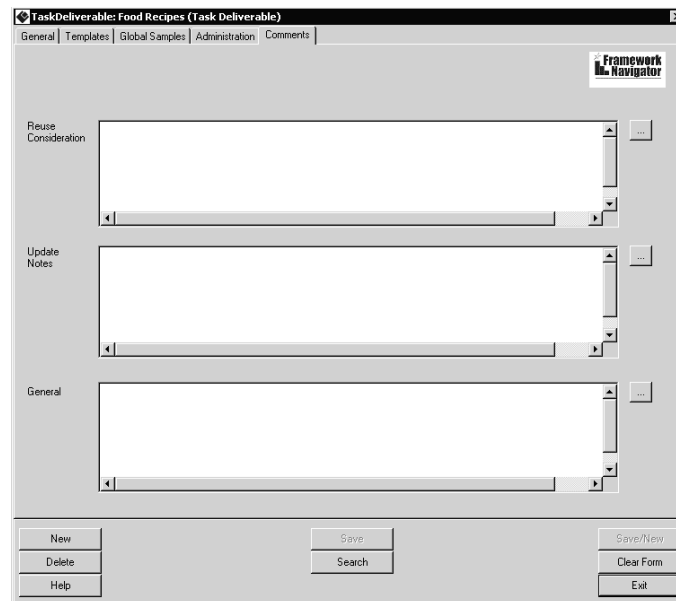 TaskDeliverable: Food Recipes (Task Deliverable)
General Templates Global Samples Administration Comments
Framework
Navigator
Reuse
Consideration
...
Update
Notes
...
General
...
New Save Save/New
Delete Search Clear Form
Help Exit